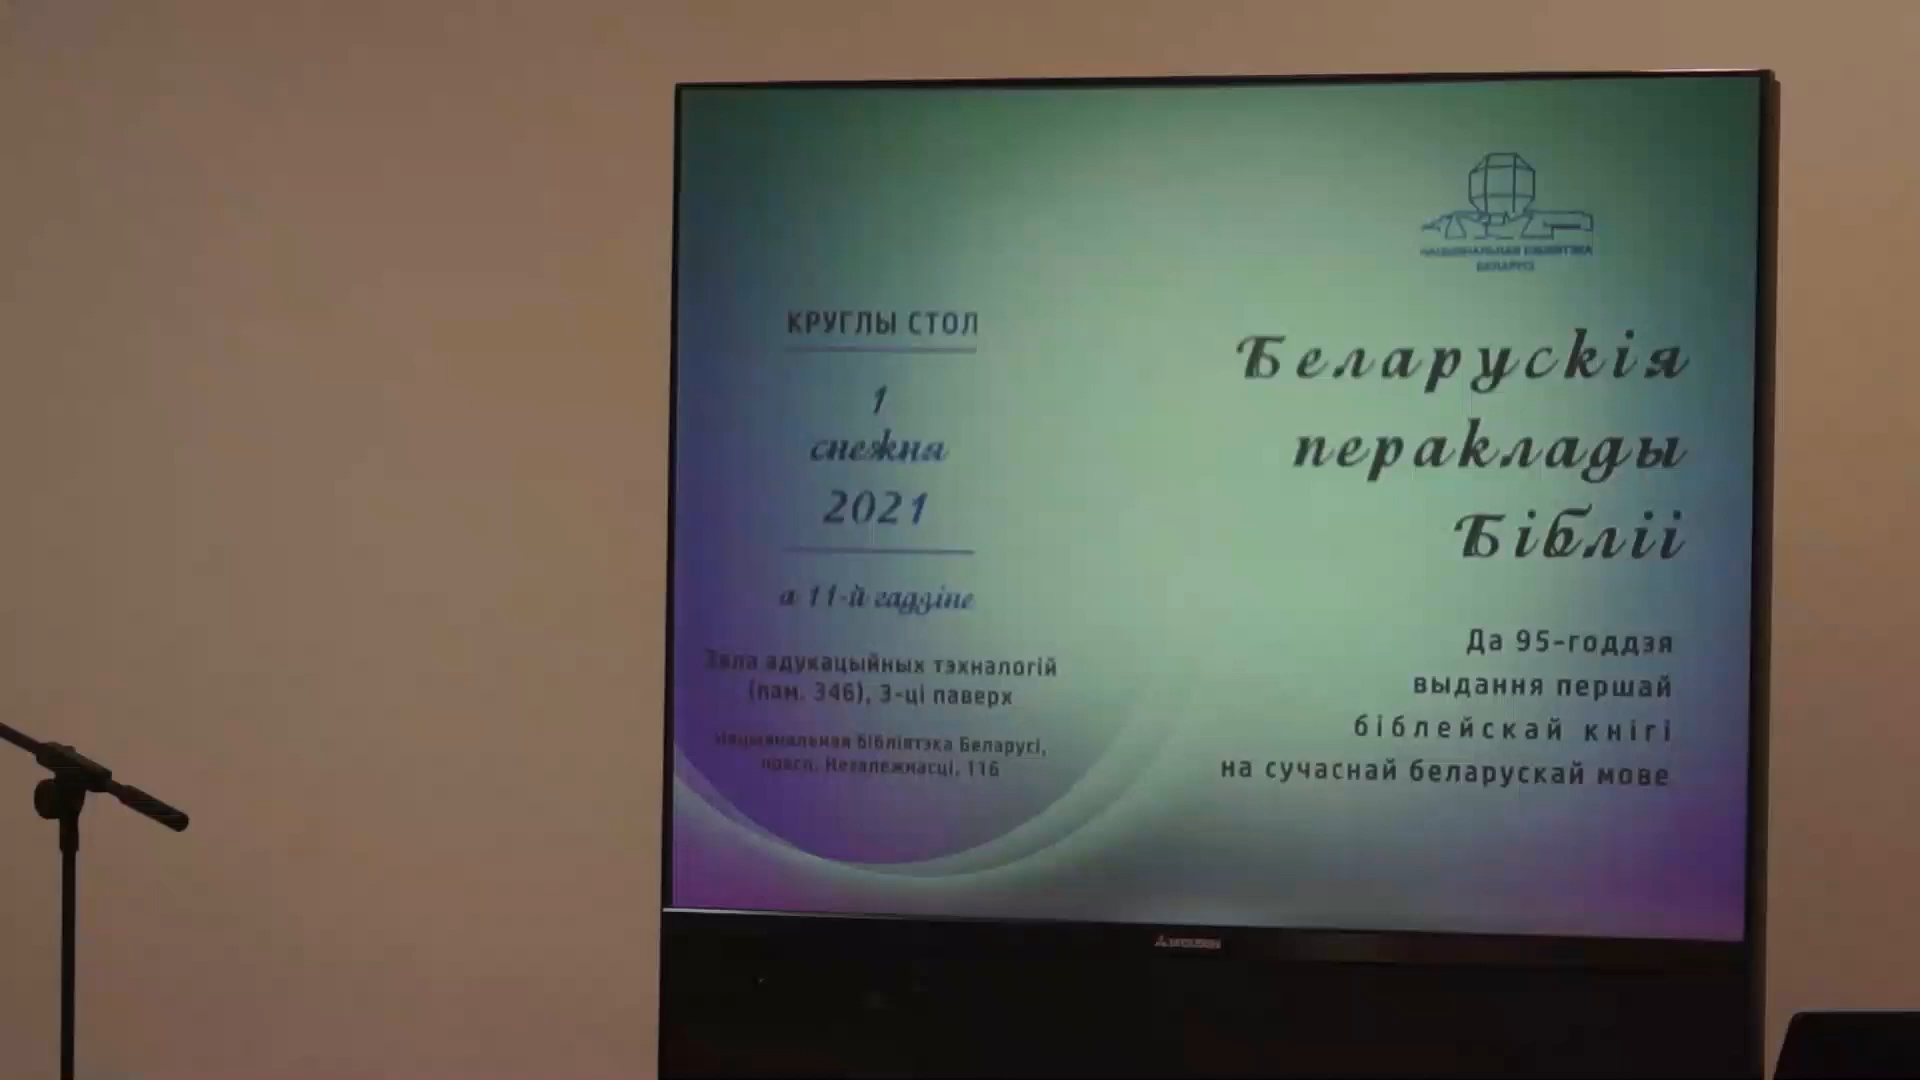 НАЦЫЯНАЛЬНАЯ БІБЛІЯТЭКА
БЕЛАРУСІ
КРУГЛЫ СТОЛ
1
снежня
2021
а 11-й гадзіне
Зала адукацыйных тэхналогій
(пам. 346), 3-ці паверх
Нацыянальная бібліятэка Беларусі,
прасп. Незалежнасці, 116
Беларускія
пераклады
Бібліі
Да 95-годдзя
выдання першай
біблейскай кнігі
на сучаснай беларускай мове